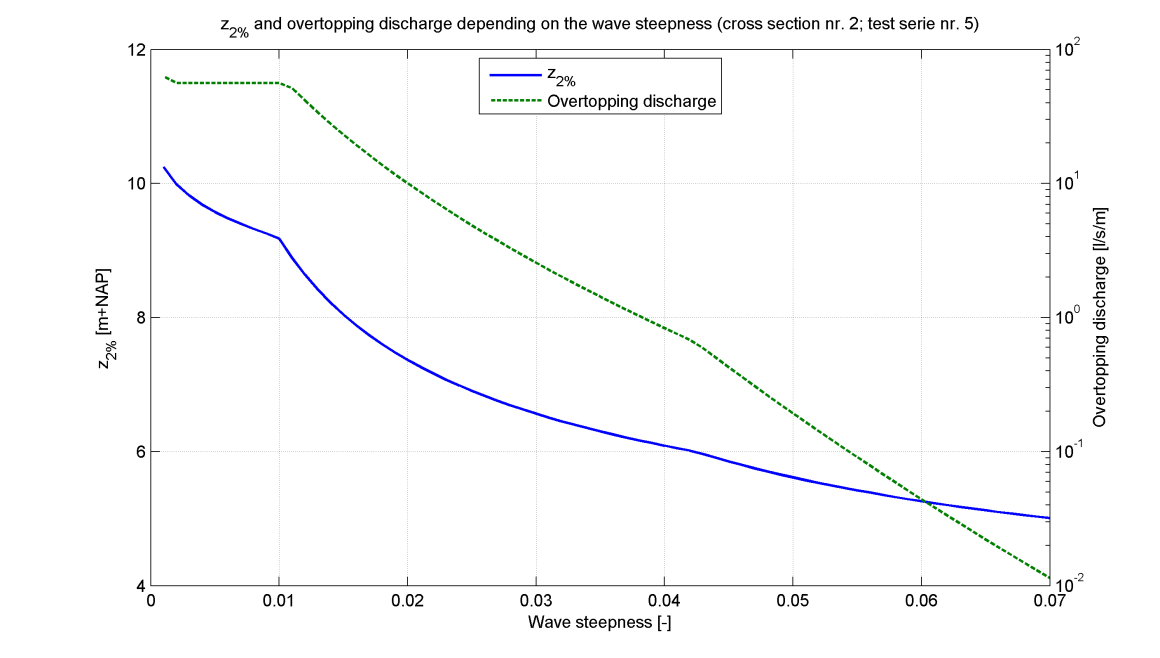 z2% and overtopping discharge depending on the wave steepness (cross section nr. 2; test serie nr. 5)
z2%
Overtopping discharge
12
10
8
6
4
z2% [m+NAP]
10^2
10^1
10^0
10^-1
10^-2
Overtopping discharge [l/s/m]
0 0.01 0.02 0.03 0.04 0.05 0.06 0.07
Wave steepness [-]